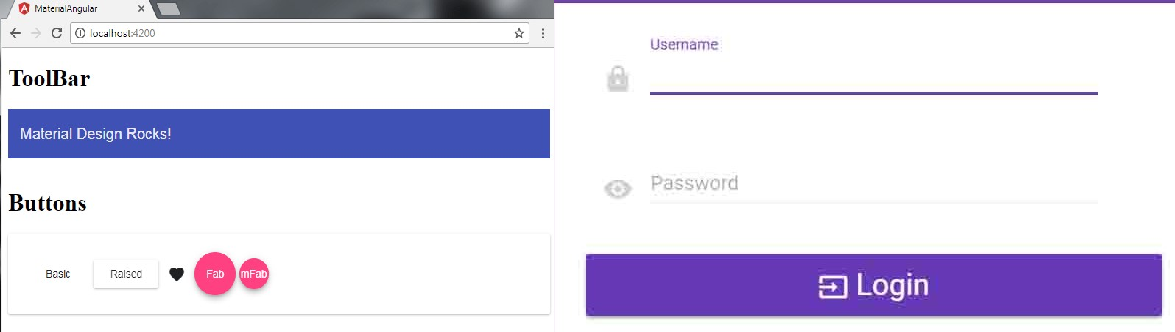 MaterialAngular
localhost:4200
ToolBar
Material Design Rocks!
Buttons
Basic
Raised
Fab
mFab
Username
Password
Login